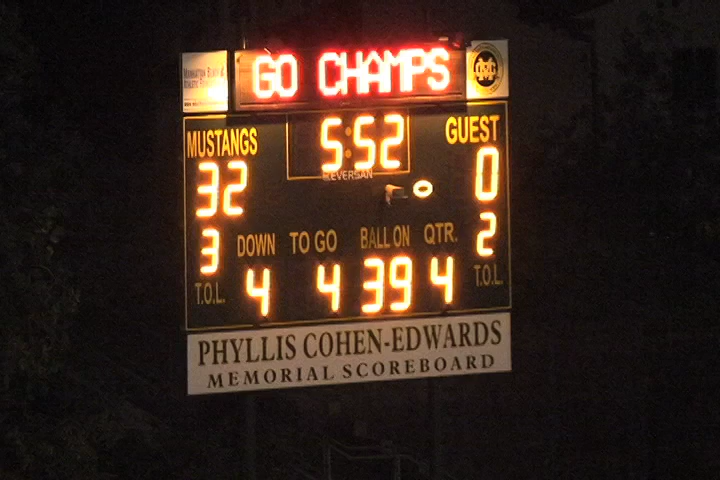 GO CHAMPS
MUSTANGS 5:52 GUEST
32 0
3 DOWN TO GO BALL ON QTR. 2
T.O.L. 4 4 39 4 T.O.L.
PHYLLIS COHEN-EDWARDS
MEMORIAL SCOREBOARD